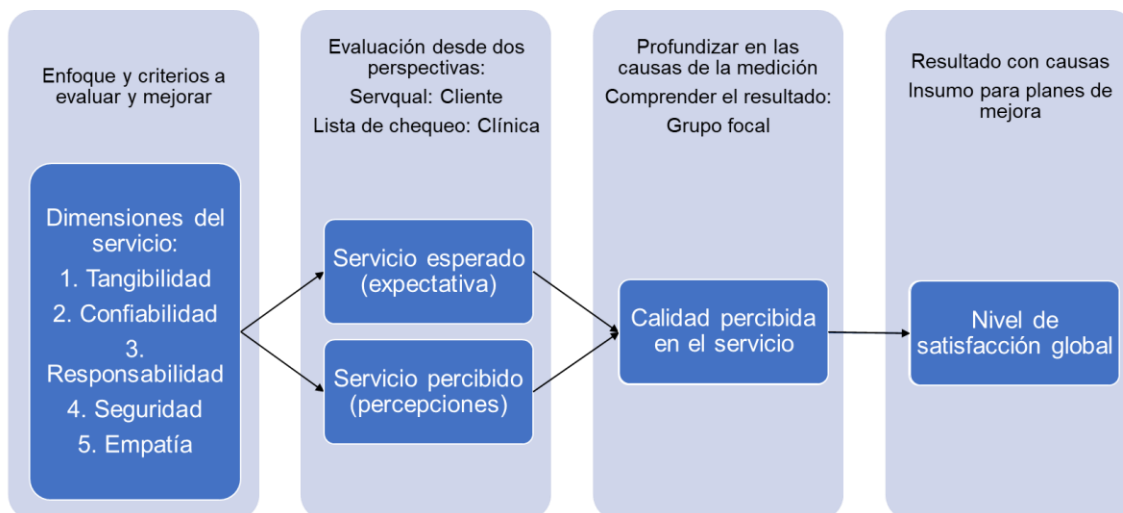 Enfoque y criterios a
evaluar y mejorar
Dimensiones del
servicio:
1. Tangibilidad
2. Confiabilidad
3.
Responsabilidad
4. Seguridad
5. Empatía
Evaluación desde dos
perspectivas:
Servqual: Cliente
Lista de chequeo: Clínica
Servicio esperado
(expectativa)
Servicio percibido
(percepciones)
Profundizar en las
causas de la medición
Comprender el resultado:
Grupo focal
Calidad percibida
en el servicio
Resultado con causas
Insumo para planes de
mejora
Nivel de
satisfacción global